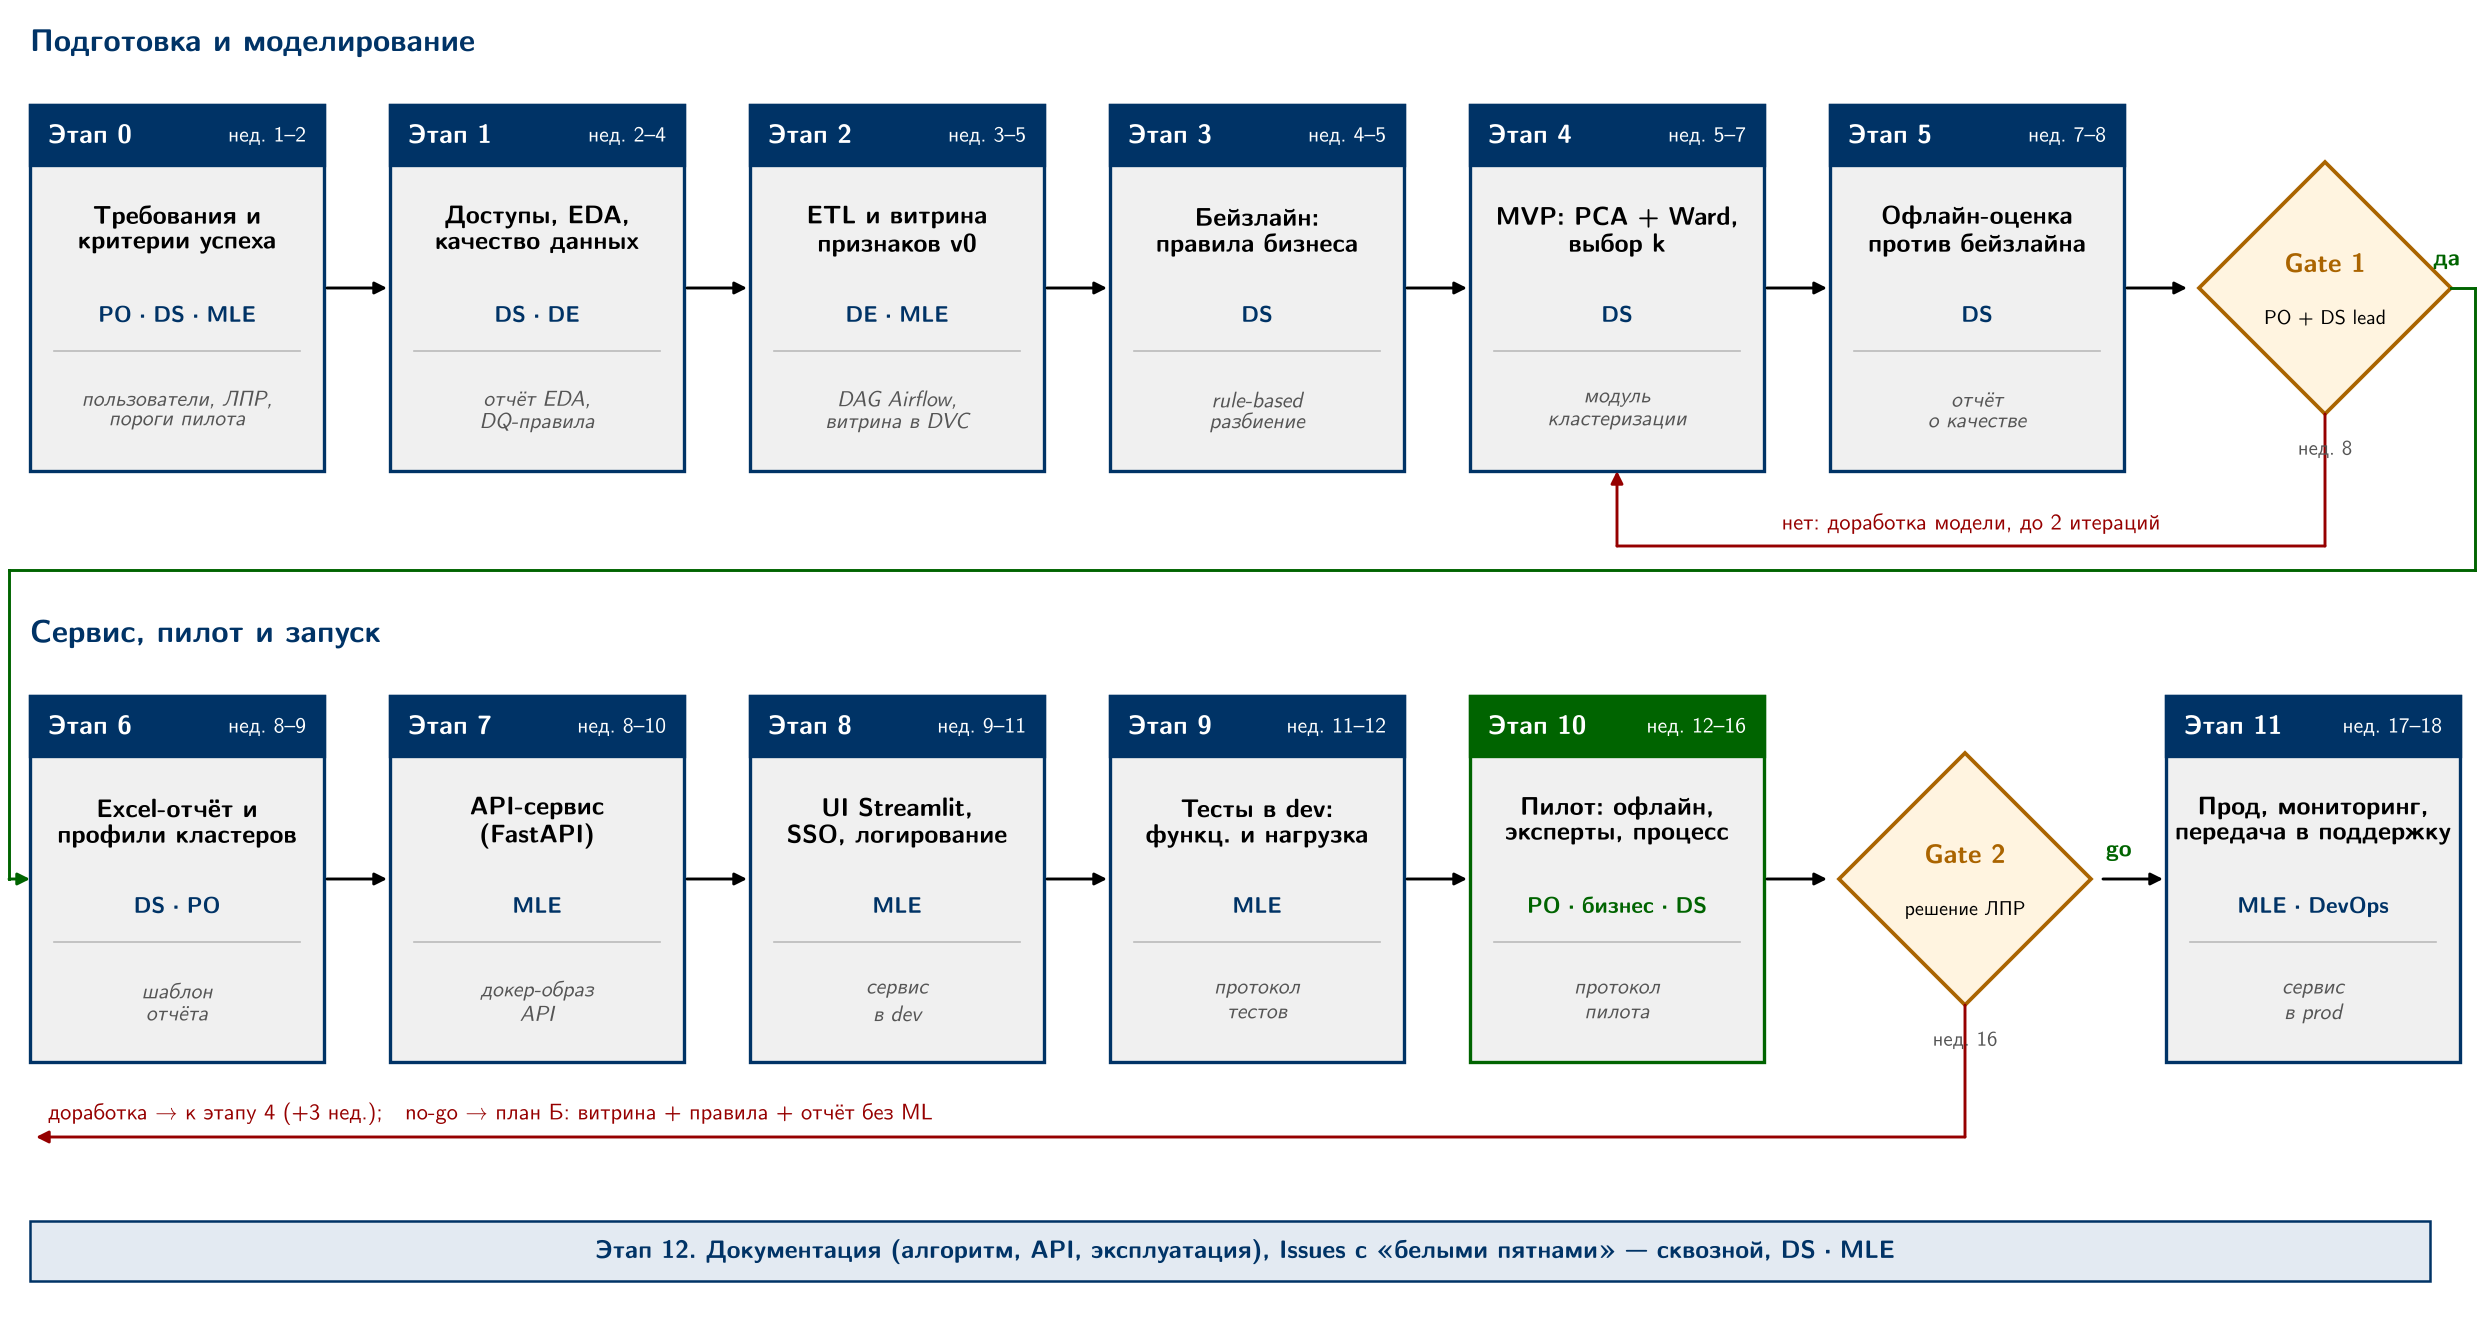 Подготовка и моделирование
Этап 0
нед. 1–2
Требования и
критерии успеха
PO · DS · MLE
пользователи, ЛПР,
пороги пилота
Этап 1
нед. 2–4
Доступы, EDA,
качество данных
DS · DE
отчёт EDA,
DQ-правила
Этап 2
нед. 3–5
ETL и витрина
признаков v0
DE · MLE
DAG Airflow,
витрина в DVC
Этап 3
нед. 4–5
Бейзлайн:
правила бизнеса
DS
rule-based
разбиение
Этап 4
нед. 5–7
MVP: PCA + Ward,
выбор k
DS
модуль
кластеризации
Этап 5
нед. 7–8
Офлайн-оценка
против бейзлайна
DS
отчёт
о качестве
Gate 1
PO + DS lead
да
нед. 8
нет: доработка модели, до 2 итераций
Сервис, пилот и запуск
Этап 6
нед. 8–9
Excel-отчёт и
профили кластеров
DS · PO
шаблон
отчёта
Этап 7
нед. 8–10
API-сервис
(FastAPI)
MLE
докер-образ
API
Этап 8
нед. 9–11
UI Streamlit,
SSO, логирование
MLE
сервис
в dev
Этап 9
нед. 11–12
Тесты в dev:
функц. и нагрузка
MLE
протокол
тестов
Этап 10
нед. 12–16
Пилот: офлайн,
эксперты, процесс
PO · бизнес · DS
протокол
пилота
Gate 2
решение ЛПР
go
нед. 16
Этап 11
нед. 17–18
Прод, мониторинг,
передача в поддержку
MLE · DevOps
сервис
в prod
доработка → к этапу 4 (+3 нед.); no-go → план Б: витрина + правила + отчёт без ML
Этап 12. Документация (алгоритм, API, эксплуатация), Issues с «белыми пятнами» — сквозной, DS · MLE